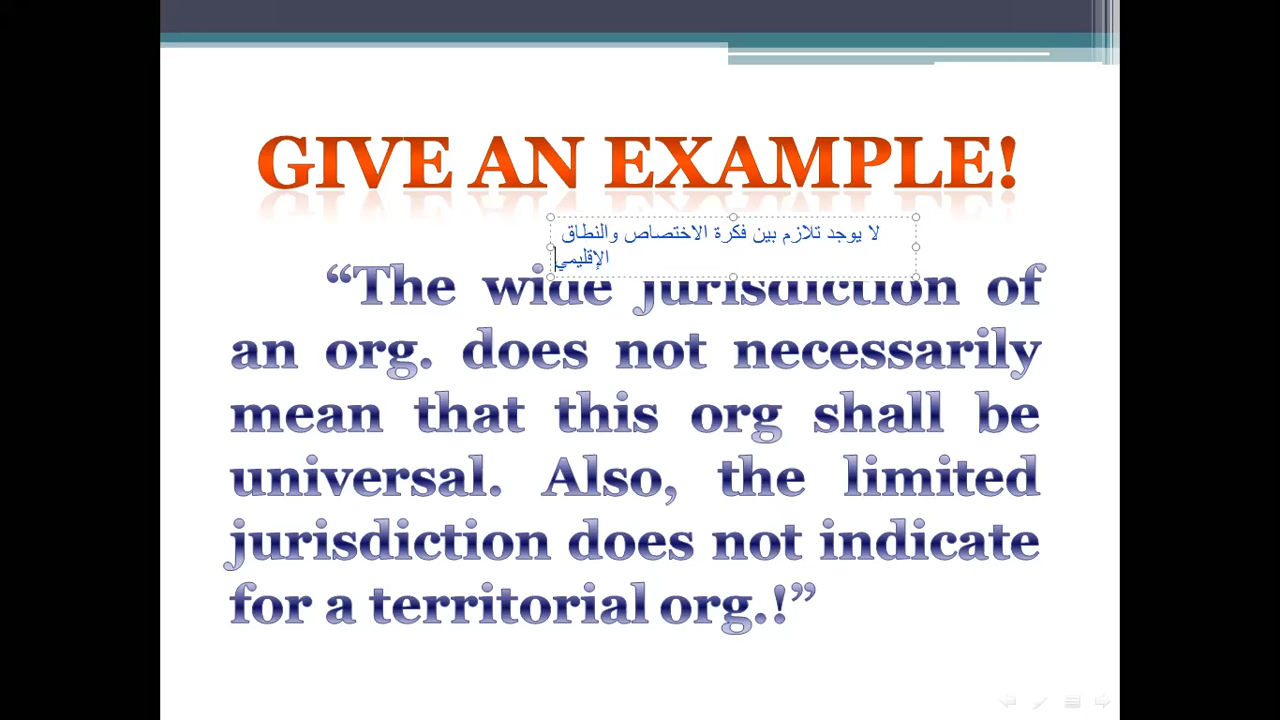 GIVE AN EXAMPLE!
لا يوجد تلازم بين فكرة الاختصاص والنطاق
الإقليمي
“The wide jurisdiction of
an org. does not necessarily
mean that this org shall be
universal. Also, the limited
jurisdiction does not indicate
for a territorial org.!”